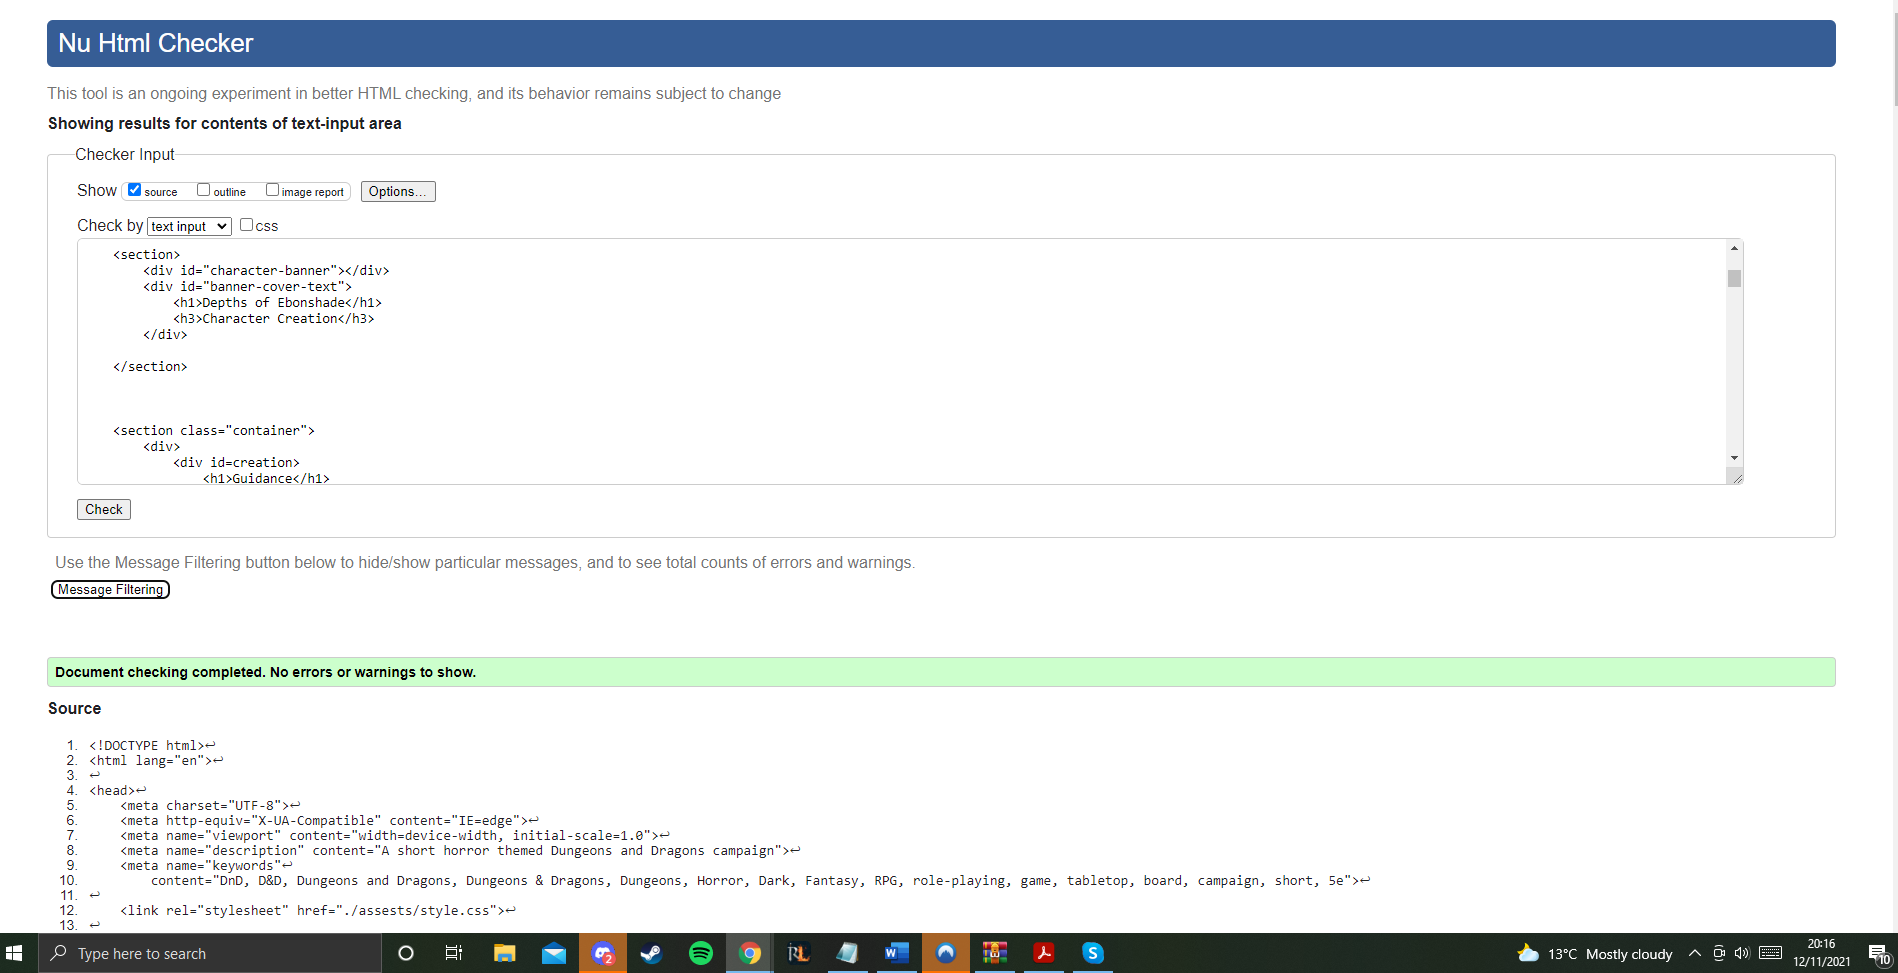 Nu Html Checker
This tool is an ongoing experiment in better HTML checking, and its behavior remains subject to change
Showing results for contents of text-input area
Checker Input
Show source outline image report Options...
Check by text input css
<section>
<div id="character-banner"></div>
<div id="banner-cover-text">
<h1>Depths of Ebonshade</h1>
<h3>Character Creation</h3>
</div>
</section>
<section class="container">
<div>
<div id=creation>
<h1>Guidance</h1>
Check
Use the Message Filtering button below to hide/show particular messages, and to see total counts of errors and warnings.
Message Filtering
Document checking completed. No errors or warnings to show.
Source
1. <!DOCTYPE html>↩
2. <html lang="en">↩
3. ↩
4. <head>↩
5. <meta charset="UTF-8">↩
6. <meta http-equiv="X-UA-Compatible" content="IE=edge">↩
7. <meta name="viewport" content="width=device-width, initial-scale=1.0">↩
8. <meta name="description" content="A short horror themed Dungeons and Dragons campaign">↩
9. <meta name="keywords"↩
10. content="DnD, D&D, Dungeons and Dragons, Dungeons & Dragons, Dungeons, Horror, Dark, Fantasy, RPG, role-playing, game, tabletop, board, campaign, short, 5e">↩
11. ↩
12. <link rel="stylesheet" href="./assests/style.css">↩
13. ↩
Type here to search
2
RL
W
S
13°C Mostly cloudy
20:16
12/11/2021
10